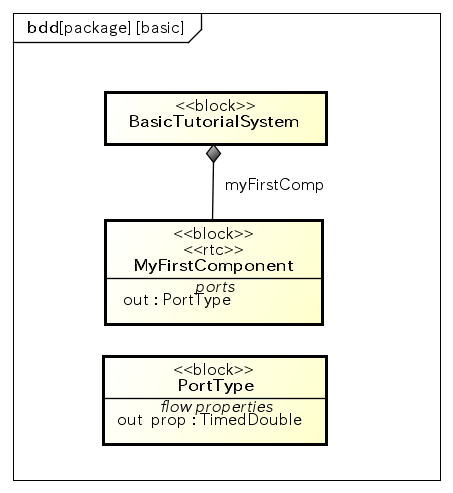 bdd[package] [basic]
<<block>>
BasicTutorialSystem
myFirstComp
<<block>>
<<rtc>>
MyFirstComponent
ports
out : PortType
<<block>>
PortType
flow properties
out prop : TimedDouble